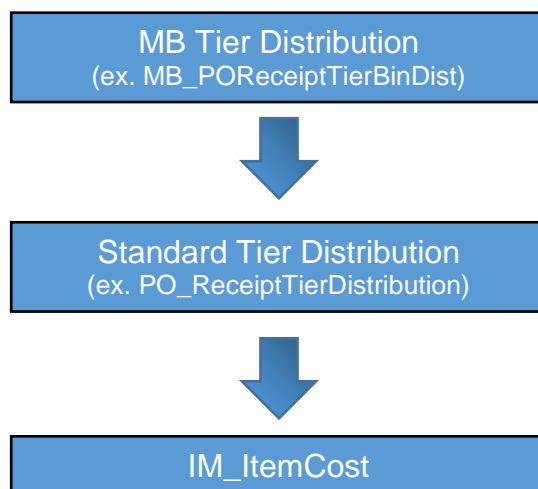 MB Tier Distribution
(ex. MB_POReceiptTierBinDist)
Standard Tier Distribution
(ex. PO_ReceiptTierDistribution)
IM_ItemCost